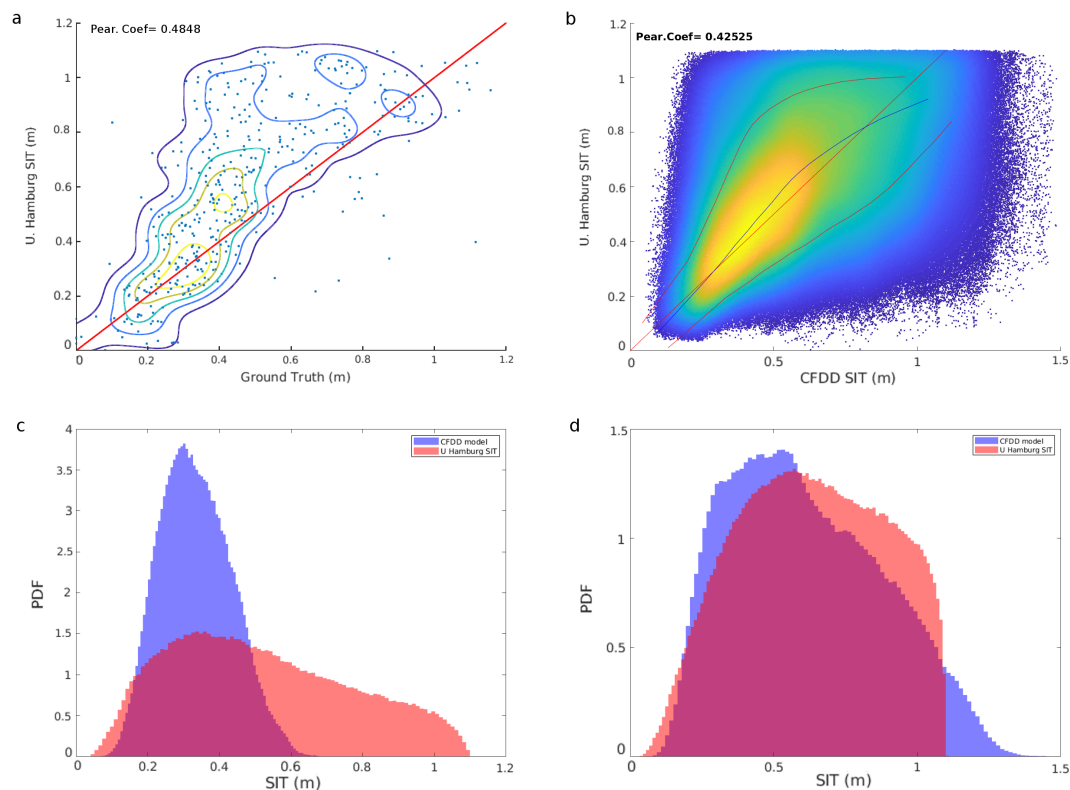 a
Pear. Coef= 0.4848
1.2
1
0.8
0.6
0.4
0.2
0
U. Hamburg SIT (m)
0
0.2
0.4
0.6
0.8
1
1.2
Ground Truth (m)
b
Pear.Coef= 0.42525
1.2
1
0.8
0.6
0.4
0.2
0
U. Hamburg SIT (m)
0
0.5
1
1.5
CFDD SIT (m)
c
4
3.5
3
2.5
2
1.5
1
0.5
0
PDF
CFDD model
U Hamburg SIT
0
0.2
0.4
0.6
0.8
1
1.2
SIT (m)
d
1.5
1
0.5
0
PDF
CFDD model
U Hamburg SIT
0
0.5
1
1.5
SIT (m)